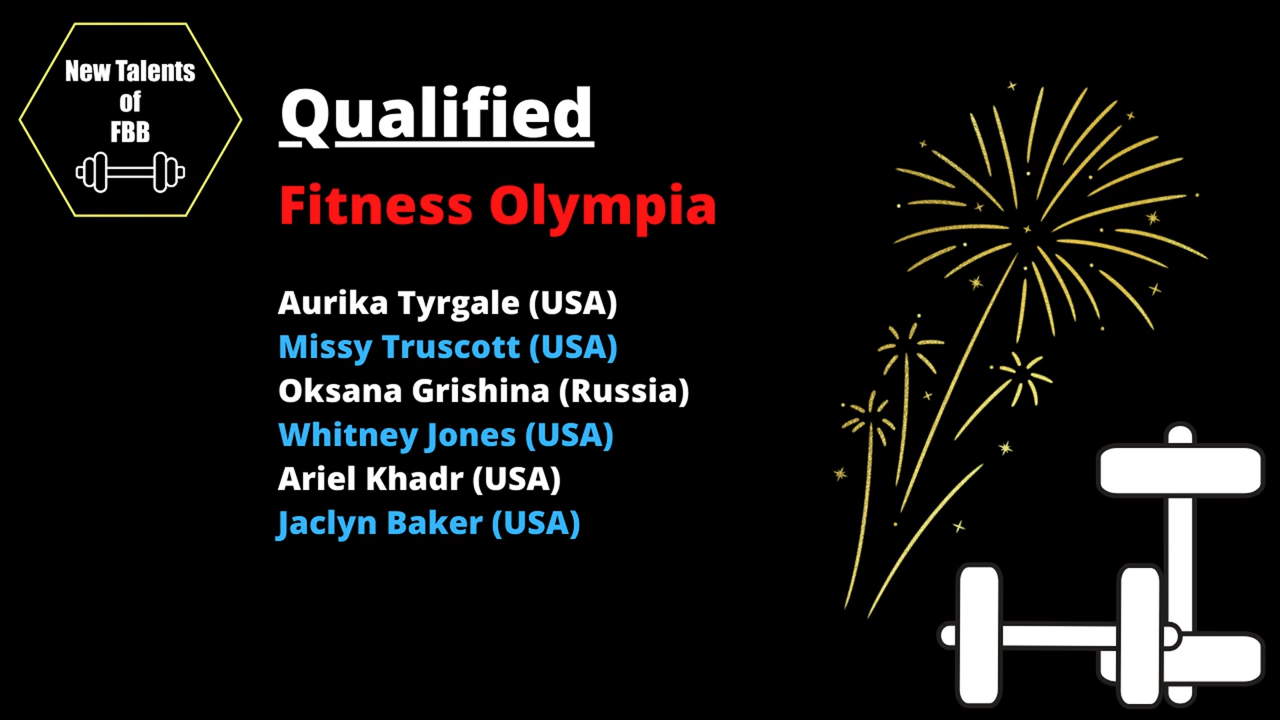 New Talents
of
FBB
Qualified
Fitness Olympia
Aurika Tyrgale (USA)
Missy Truscott (USA)
Oksana Grishina (Russia)
Whitney Jones (USA)
Ariel Khadr (USA)
Jaclyn Baker (USA)